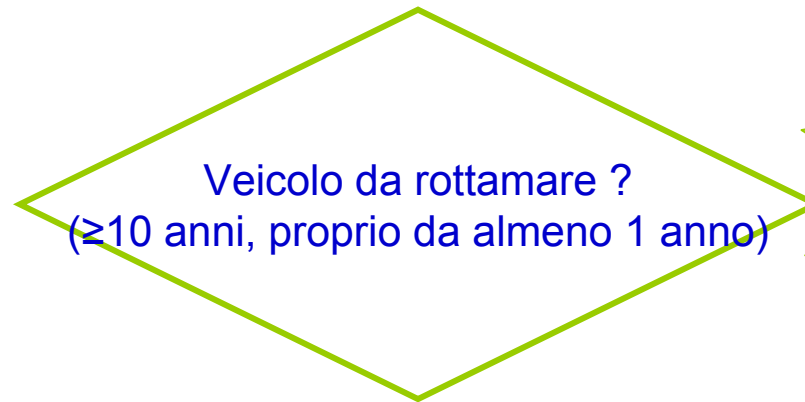 Veicolo da rottamare ?
(≥10 anni, proprio da almeno 1 anno)